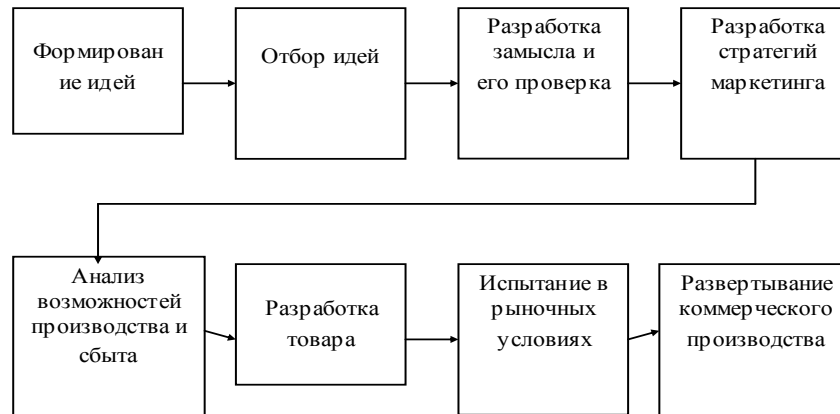 Формирован
ие идей
Отбор идей
Разработка
замысла и
его проверка
Разработка
стратегий
маркетинга
Анализ
возможностей
производства и
сбыта
Разработка
товара
Испытание в
рыночных
условиях
Развертывание
коммерческого
производства